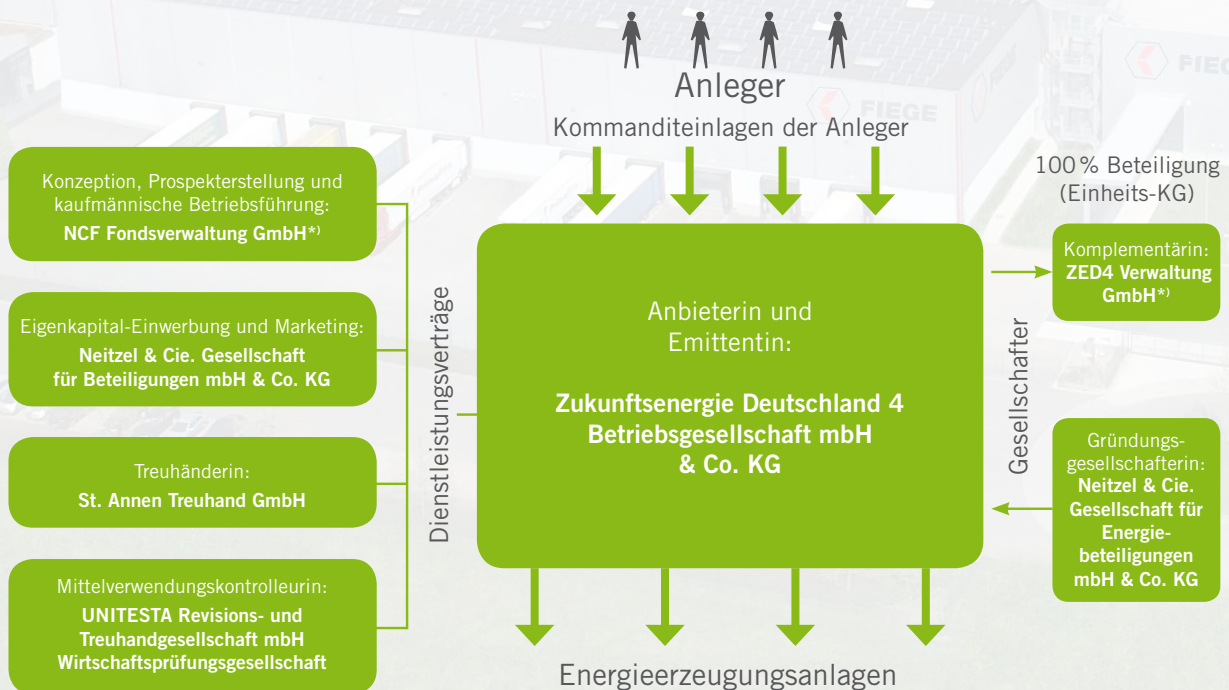 Anleger
FIEGE
FIEGE
Kommanditeinlagen der Anleger
Konzeption, Prospekterstellung und
kaufmännische Betriebsführung:
NCF Fondsverwaltung GmbH*)
Eigenkapital-Einwerbung und Marketing:
Neitzel & Cie. Gesellschaft
für Beteiligungen mbH & Co. KG
Treuhänderin:
St. Annen Treuhand GmbH
Mittelverwendungskontrolleurin:
UNITESTA Revisions- und
Treuhandgesellschaft mbH
Wirtschaftsprüfungsgesellschaft
Dienstleistungsverträge
Anbieterin und
Emittentin:
Zukunftsenergie Deutschland 4
Betriebsgesellschaft mbH
& Co. KG
Gesellschafter
100 % Beteiligung
(Einheits-KG)
Komplementärin:
ZED4 Verwaltung
GmbH*)
Gründungs-
gesellschafterin:
Neitzel & Cie.
Gesellschaft für
Energie-
beteiligungen
mbH & Co. KG
Energieerzeugungsanlagen